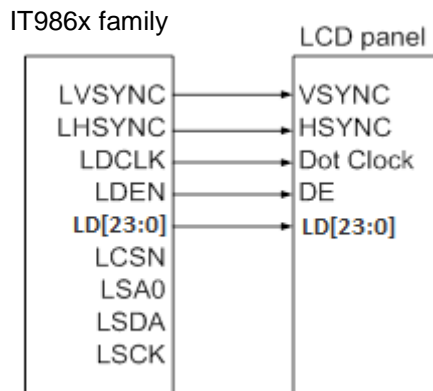 IT986x family
LCD panel
LVSYNC VSYNC
LHSYNC HSYNC
LDCLK Dot Clock
LDEN DE
LD[23:0] LD[23:0]
LCSN
LSA0
LSDA
LSCK